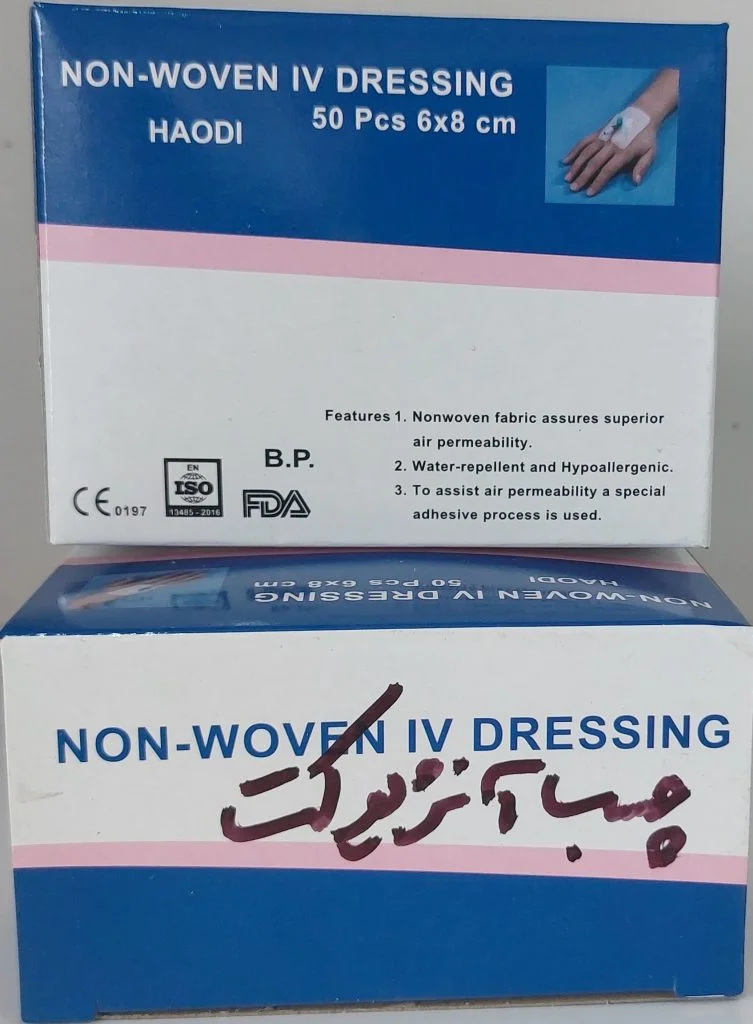 NON-WOVEN IV DRESSING
50 Pcs 6x8 cm
HAODI
B.P.
CE 0197
EN
ISO
13485 - 2016
FDA
Features 1. Nonwoven fabric assures superior
air permeability.
2. Water-repellent and Hypoallergenic.
3. To assist air permeability a special
adhesive process is used.
NON-WOVEN IV DRESSING
50 Pcs 6x8 cm
HAODI
NON-WOVEN IV DRESSING
چسب آنژیوکت